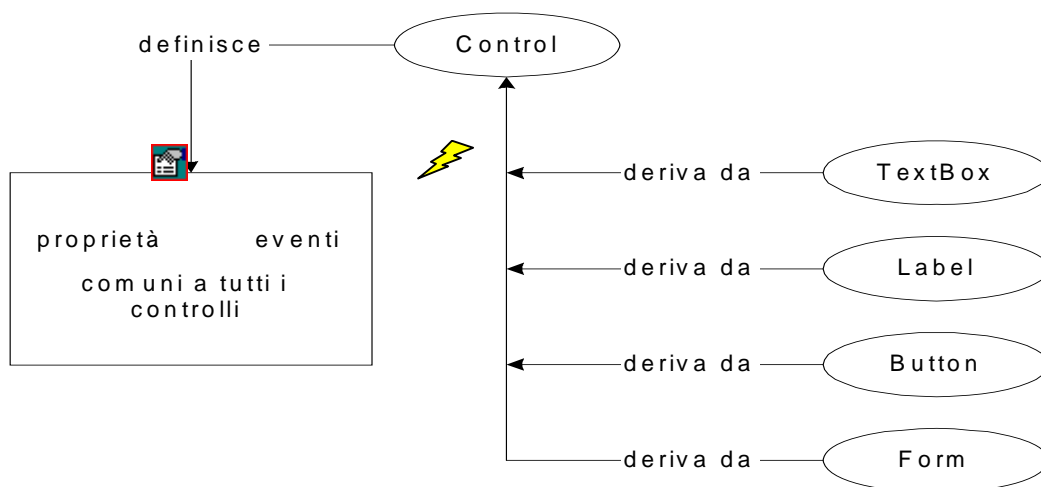 definisce
Control
deriva da
TextBox
proprietà
eventi
comuni a tutti i
controlli
deriva da
Label
deriva da
Button
deriva da
Form